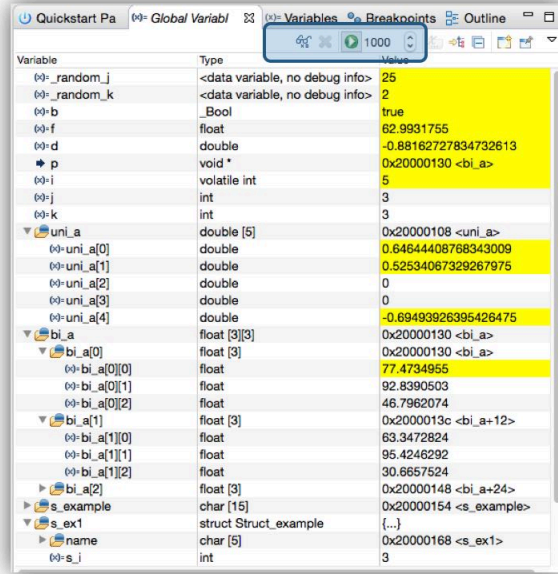 Quickstart Pa (x)= Global Variabl (x)= Variables Breakpoints Outline
1000
Variable Type Value
(x)= _random_j <data variable, no debug info> 25
(x)= _random_k <data variable, no debug info> 2
(x)= b _Bool true
(x)= f float 62.9931755
(x)= d double -0.88162727834732613
p void * 0x20000130 <bi_a>
(x)= i volatile int 5
(x)= j int 3
(x)= k int 3
uni_a double [5] 0x20000108 <uni_a>
(x)= uni_a[0] double 0.64644408768343009
(x)= uni_a[1] double 0.52534067329267975
(x)= uni_a[2] double 0
(x)= uni_a[3] double 0
(x)= uni_a[4] double -0.69493926395426475
bi_a float [3][3] 0x20000130 <bi_a>
bi_a[0] float [3] 0x20000130 <bi_a>
(x)= bi_a[0][0] float 77.4734955
(x)= bi_a[0][1] float 92.8390503
(x)= bi_a[0][2] float 46.7962074
bi_a[1] float [3] 0x2000013c <bi_a+12>
(x)= bi_a[1][0] float 63.3472824
(x)= bi_a[1][1] float 95.4246292
(x)= bi_a[1][2] float 30.6657524
bi_a[2] float [3] 0x20000148 <bi_a+24>
s_example char [15] 0x20000154 <s_example>
s_ex1 struct Struct_example {...}
name char [5] 0x20000168 <s_ex1>
(x)= s_i int 3